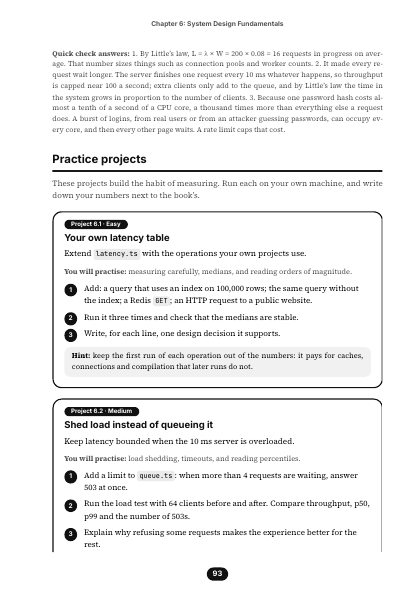 Chapter 6: System Design Fundamentals
Quick check answers: 1. By Little's law, L = λ × W = 200 × 0.08 = 16 requests in progress on aver-
age. That number sizes things such as connection pools and worker counts. 2. It made every re-
quest wait longer. The server finishes one request every 10 ms whatever happens, so throughput
is capped near 100 a second; extra clients only add to the queue, and by Little's law the time in
the system grows in proportion to the number of clients. 3. Because one password hash costs al-
most a tenth of a second of a CPU core, a thousand times more than everything else a request
does. A burst of logins, from real users or from an attacker guessing passwords, can occupy ev-
ery core, and then every other page waits. A rate limit caps that cost.
Practice projects
These projects build the habit of measuring. Run each on your own machine, and write
down your numbers next to the book's.
Project 6.1 · Easy
Your own latency table
Extend latency.ts with the operations your own projects use.
You will practise: measuring carefully, medians, and reading orders of magnitude.
1 Add: a query that uses an index on 100,000 rows; the same query without
the index; a Redis GET; an HTTP request to a public website.
2 Run it three times and check that the medians are stable.
3 Write, for each line, one design decision it supports.
Hint: keep the first run of each operation out of the numbers: it pays for caches,
connections and compilation that later runs do not.
Project 6.2 · Medium
Shed load instead of queueing it
Keep latency bounded when the 10 ms server is overloaded.
You will practise: load shedding, timeouts, and reading percentiles.
1 Add a limit to queue.ts: when more than 4 requests are waiting, answer
503 at once.
2 Run the load test with 64 clients before and after. Compare throughput, p50,
p99 and the number of 503s.
3 Explain why refusing some requests makes the experience better for the
rest.
93